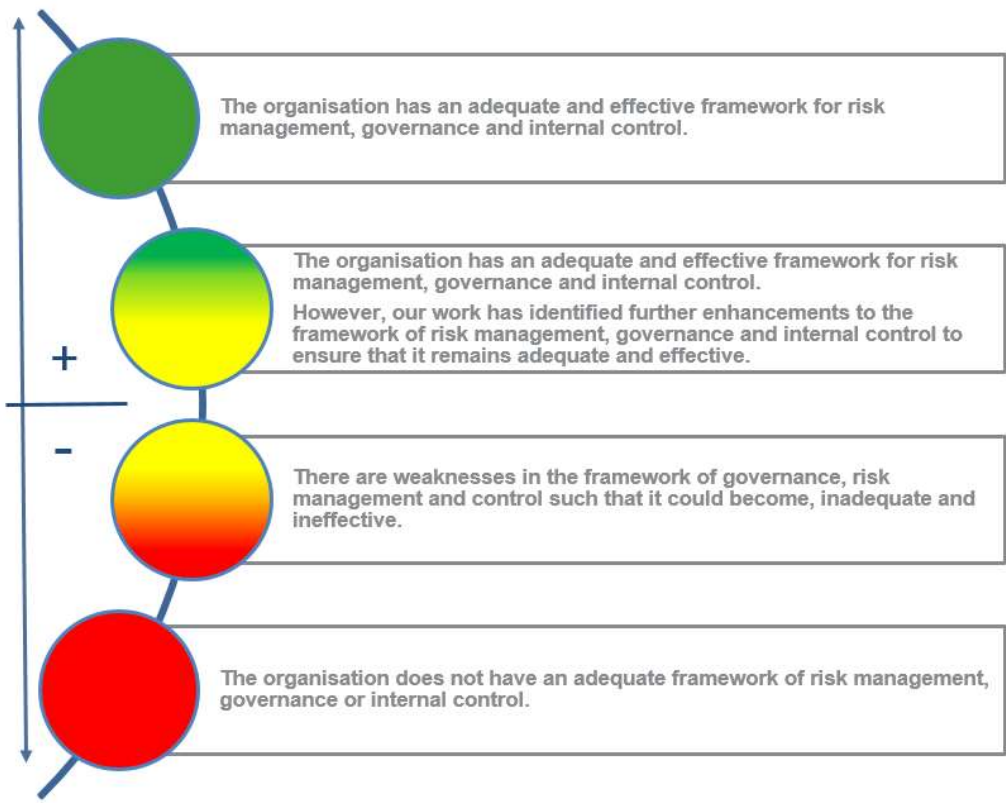 The organisation has an adequate and effective framework for risk
management, governance and internal control.
The organisation has an adequate and effective framework for risk
management, governance and internal control.
However, our work has identified further enhancements to the
framework of risk management, governance and internal control to
ensure that it remains adequate and effective.
+
-
There are weaknesses in the framework of governance, risk
management and control such that it could become, inadequate and
ineffective.
The organisation does not have an adequate framework of risk management,
governance or internal control.